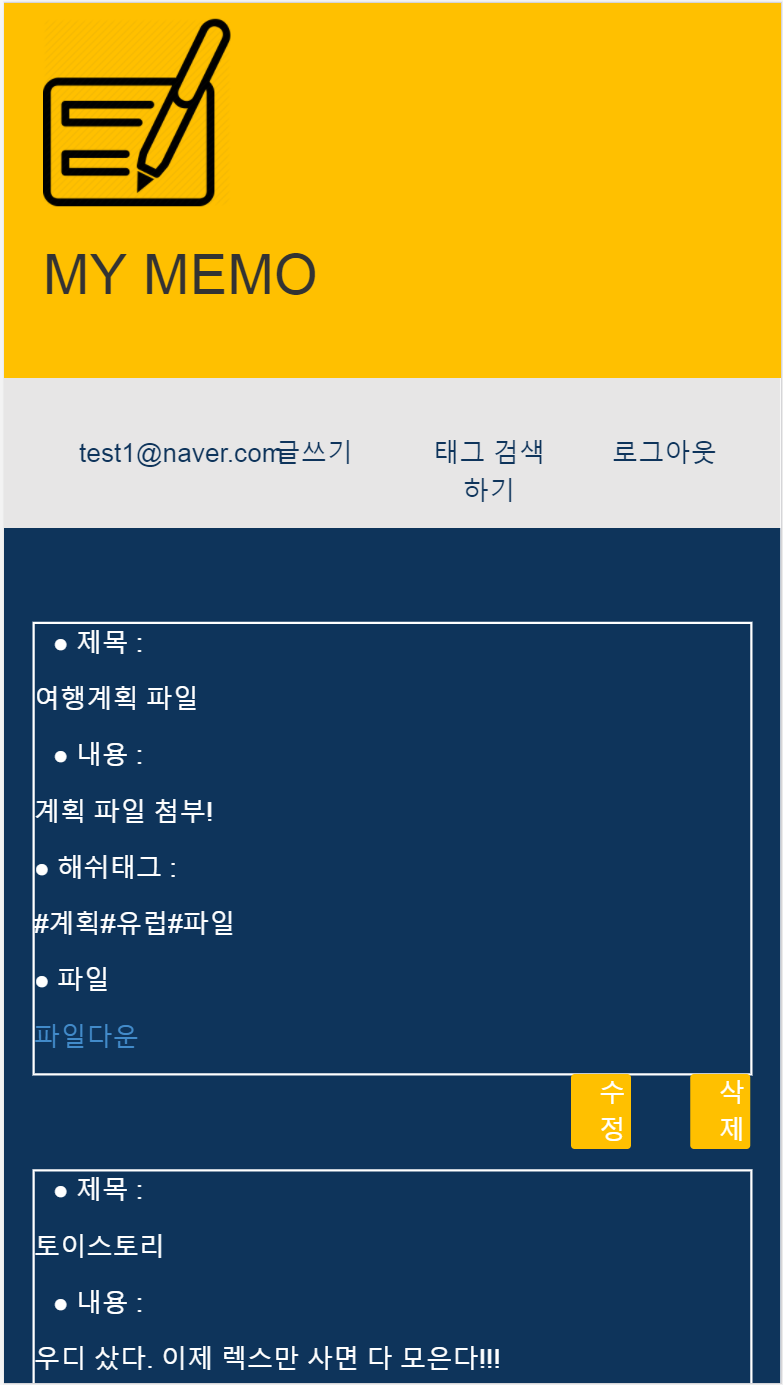 MY MEMO
test1@naver.com 글쓰기 태그 검색 로그아웃
하기
● 제목 :
여행계획 파일
● 내용 :
계획 파일 첨부!
● 해쉬태그 :
#계획#유럽#파일
● 파일
파일다운
수 삭
정 제
● 제목 :
토이스토리
● 내용 :
우디 샀다. 이제 렉스만 사면 다 모은다!!!